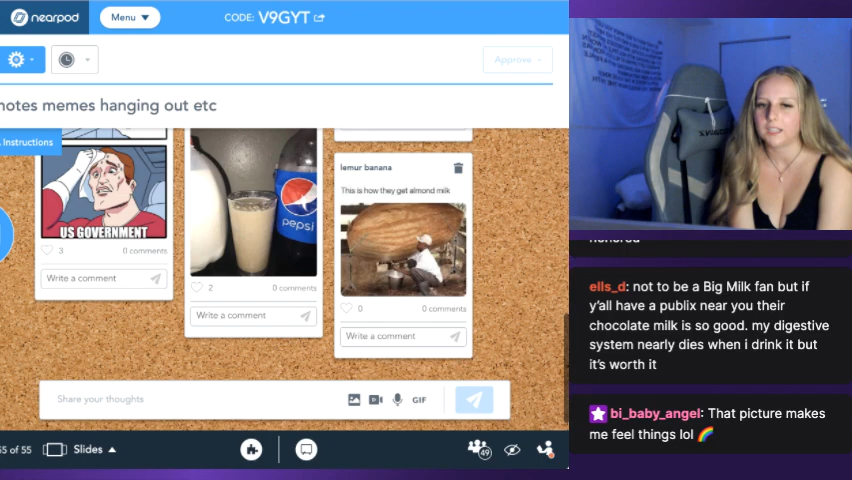 nearpod
Menu
CODE: V9GYT
Approve
notes memes hanging out etc
Instructions
US GOVERNMENT
3
0 comments
Write a comment
pepsi
2
0 comments
Write a comment
lemur banana
This is how they get almond milk
0
0 comments
Write a comment
Share your thoughts
GIF
55 of 55
Slides
49
honored
ells_d: not to be a Big Milk fan but if
y'all have a publix near you their
chocolate milk is so good. my digestive
system nearly dies when i drink it but
it's worth it
bi_baby_angel: That picture makes
me feel things lol 🌈